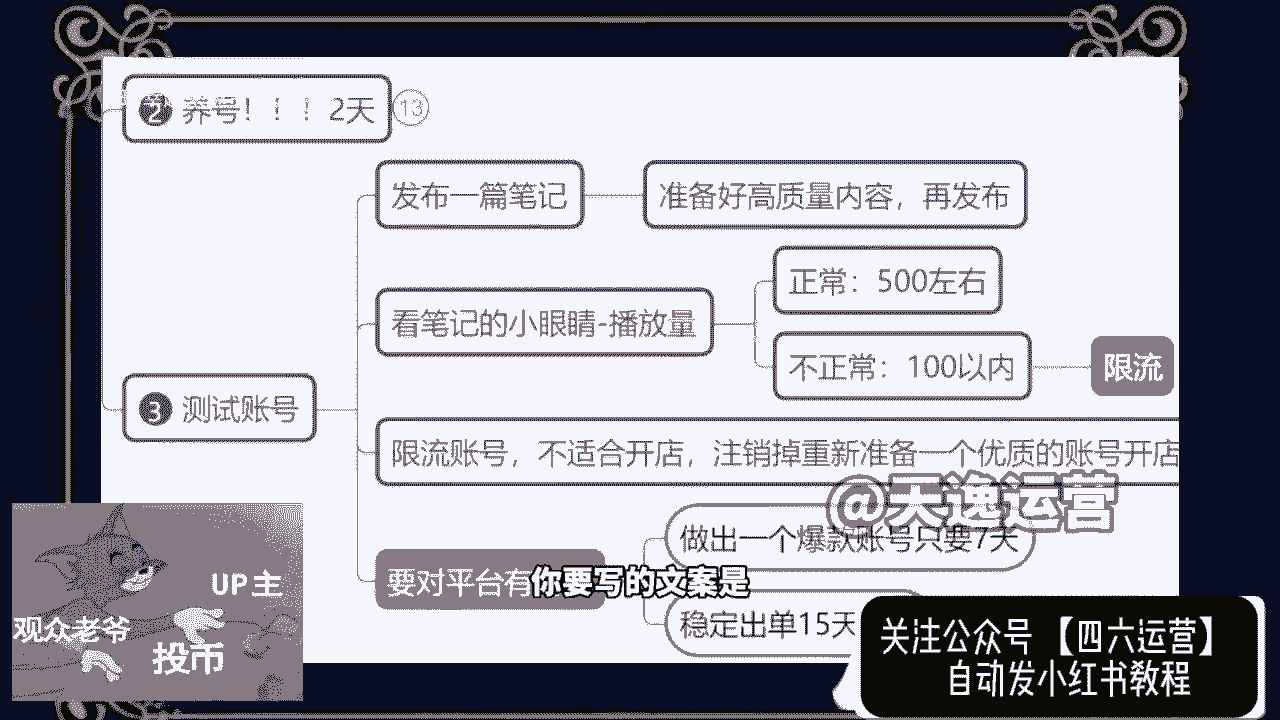 ❷ 养号！！！2天 ⑬
发布一篇笔记
准备好高质量内容，再发布
看笔记的小眼睛-播放量
正常：500左右
不正常：100以内
限流
❸ 测试账号
限流账号，不适合开店，注销掉重新准备一个优质的账号开店
@天逸运营
做出一个爆款账号只要7天
要对平台有
你要写的文案是
稳定出单15天
UP主
观众老爷
投币
关注公众号【四六运营】
自动发小红书教程